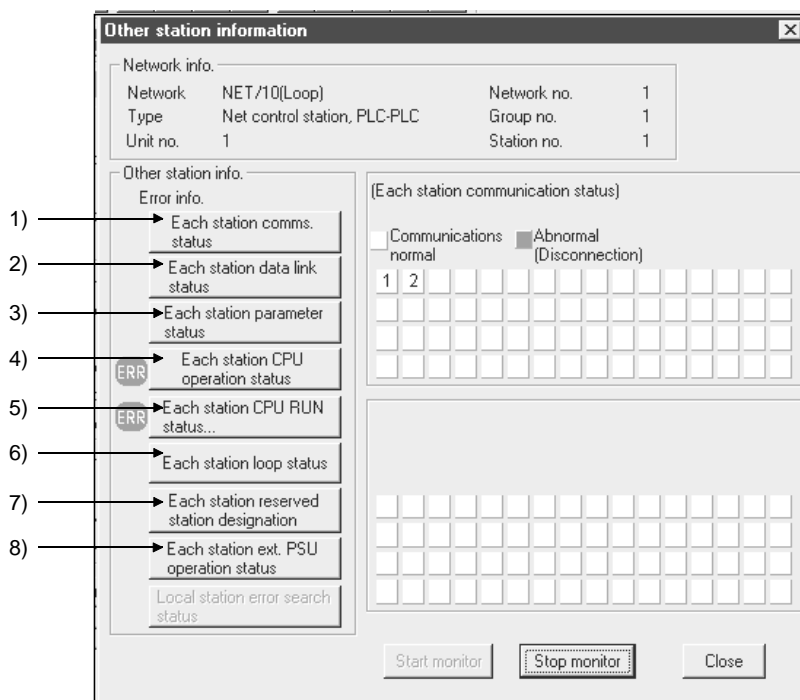 Other station information
Network info.
Network NET/10(Loop) Network no. 1
Type Net control station, PLC-PLC Group no. 1
Unit no. 1 Station no. 1
Other station info.
Error info.
(Each station communication status)
1) Each station comms.
status
Communications
normal
Abnormal
(Disconnection)
2) Each station data link
status
1 2
3) Each station parameter
status
4) ERR Each station CPU
operation status
5) ERR Each station CPU RUN
status...
6) Each station loop status
7) Each station reserved
station designation
8) Each station ext. PSU
operation status
Local station error search
status
Start monitor Stop monitor Close